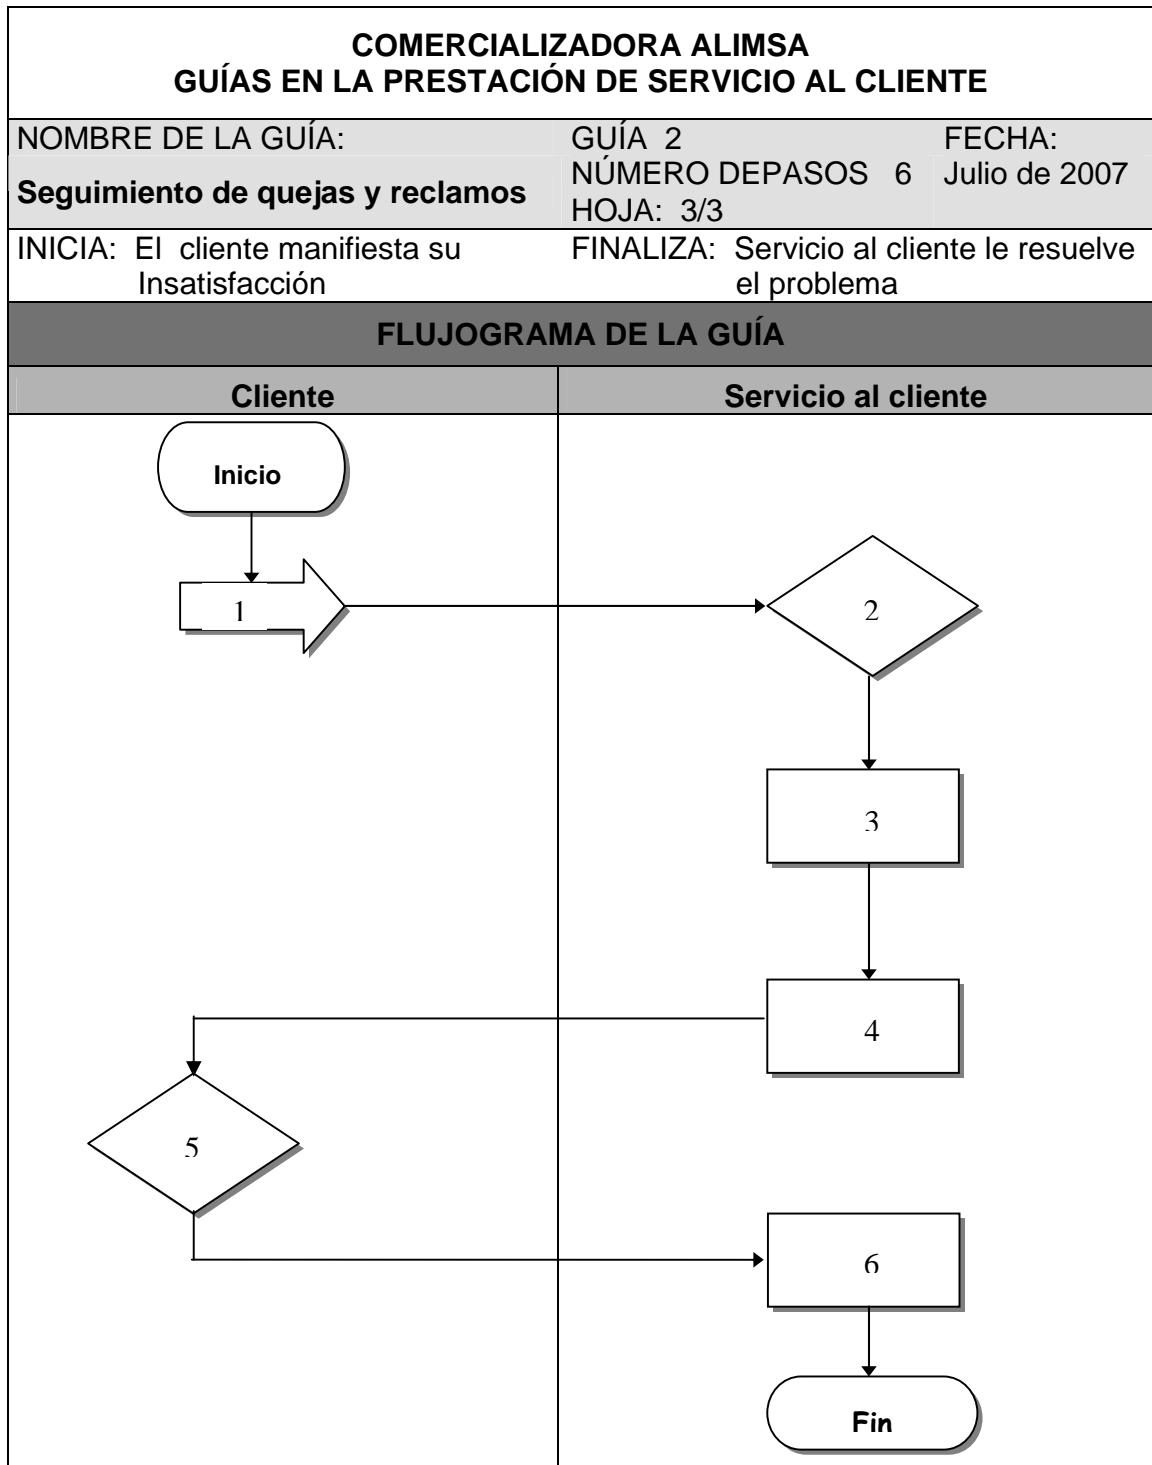 COMERCIALIZADORA ALIMSA
GUÍAS EN LA PRESTACIÓN DE SERVICIO AL CLIENTE
NOMBRE DE LA GUÍA:
Seguimiento de quejas y reclamos
GUÍA 2
NÚMERO DEPASOS 6
HOJA: 3/3
FECHA:
Julio de 2007
INICIA: El cliente manifiesta su
Insatisfacción
FINALIZA: Servicio al cliente le resuelve
el problema
FLUJOGRAMA DE LA GUÍA
Cliente
Servicio al cliente
Inicio
1
2
3
4
5
6
Fin